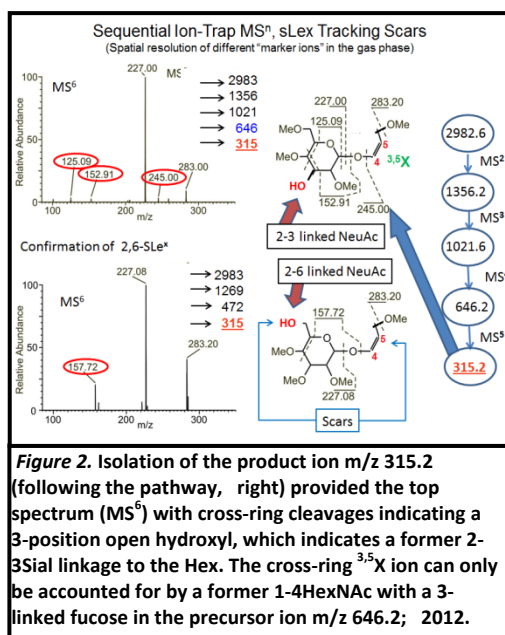 Sequential Ion-Trap MSⁿ, sLex Tracking Scars
(Spatial resolution of different "marker ions" in the gas phase)
100
50
0
Relative Abundance
MS⁶
227.00
2983
1356
1021
646
315
125.09
152.91
245.00
283.00
100
200
300
m/z
227.00
125.09
283.20
MeO
OMe
MeO
O
O
5
4
³,⁵X
HO
OMe
152.91
245.00
2-3 linked NeuAc
2982.6
MS²
1356.2
MS³
1021.6
646.2
MS⁵
315.2
Confirmation of 2,6-SLeˣ
100
50
0
Relative Abundance
MS⁶
227.08
2983
1269
472
315
157.72
283.20
100
200
300
m/z
2-6 linked NeuAc
283.20
HO
157.72
OMe
MeO
O
O
5
4
MeO
OMe
227.08
Scars
Figure 2. Isolation of the product ion m/z 315.2
(following the pathway, right) provided the top
spectrum (MS⁶) with cross-ring cleavages indicating a
3-position open hydroxyl, which indicates a former 2-
3Sial linkage to the Hex. The cross-ring ³,⁵X ion can only
be accounted for by a former 1-4HexNAc with a 3-
linked fucose in the precursor ion m/z 646.2; 2012.